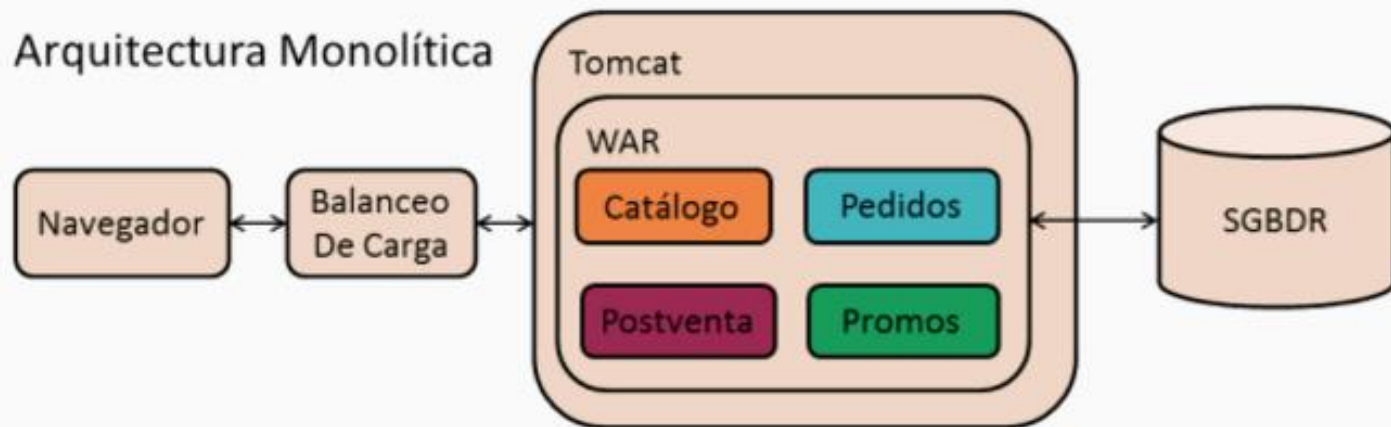 Arquitectura Monolítica
Tomcat
WAR
Navegador
Balanceo
De Carga
Catálogo
Pedidos
Postventa
Promos
SGBDR